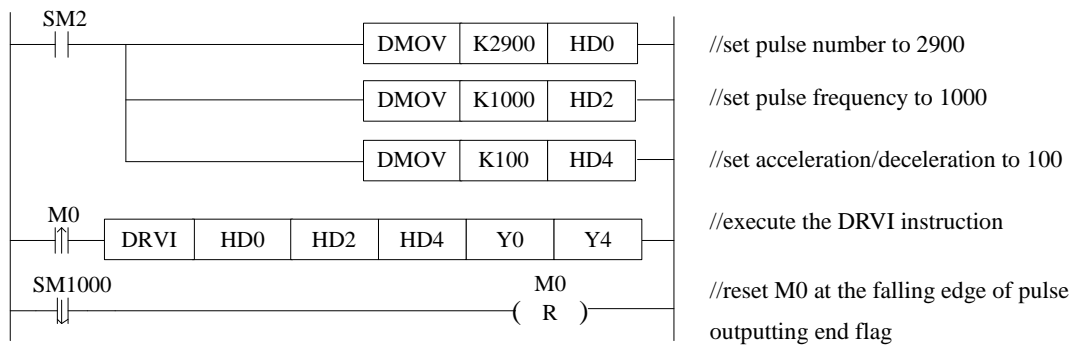 SM2
DMOV K2900 HD0 //set pulse number to 2900
DMOV K1000 HD2 //set pulse frequency to 1000
DMOV K100 HD4 //set acceleration/deceleration to 100
M0
DRVI HD0 HD2 HD4 Y0 Y4 //execute the DRVI instruction
SM1000 M0
( R ) //reset M0 at the falling edge of pulse
outputting end flag